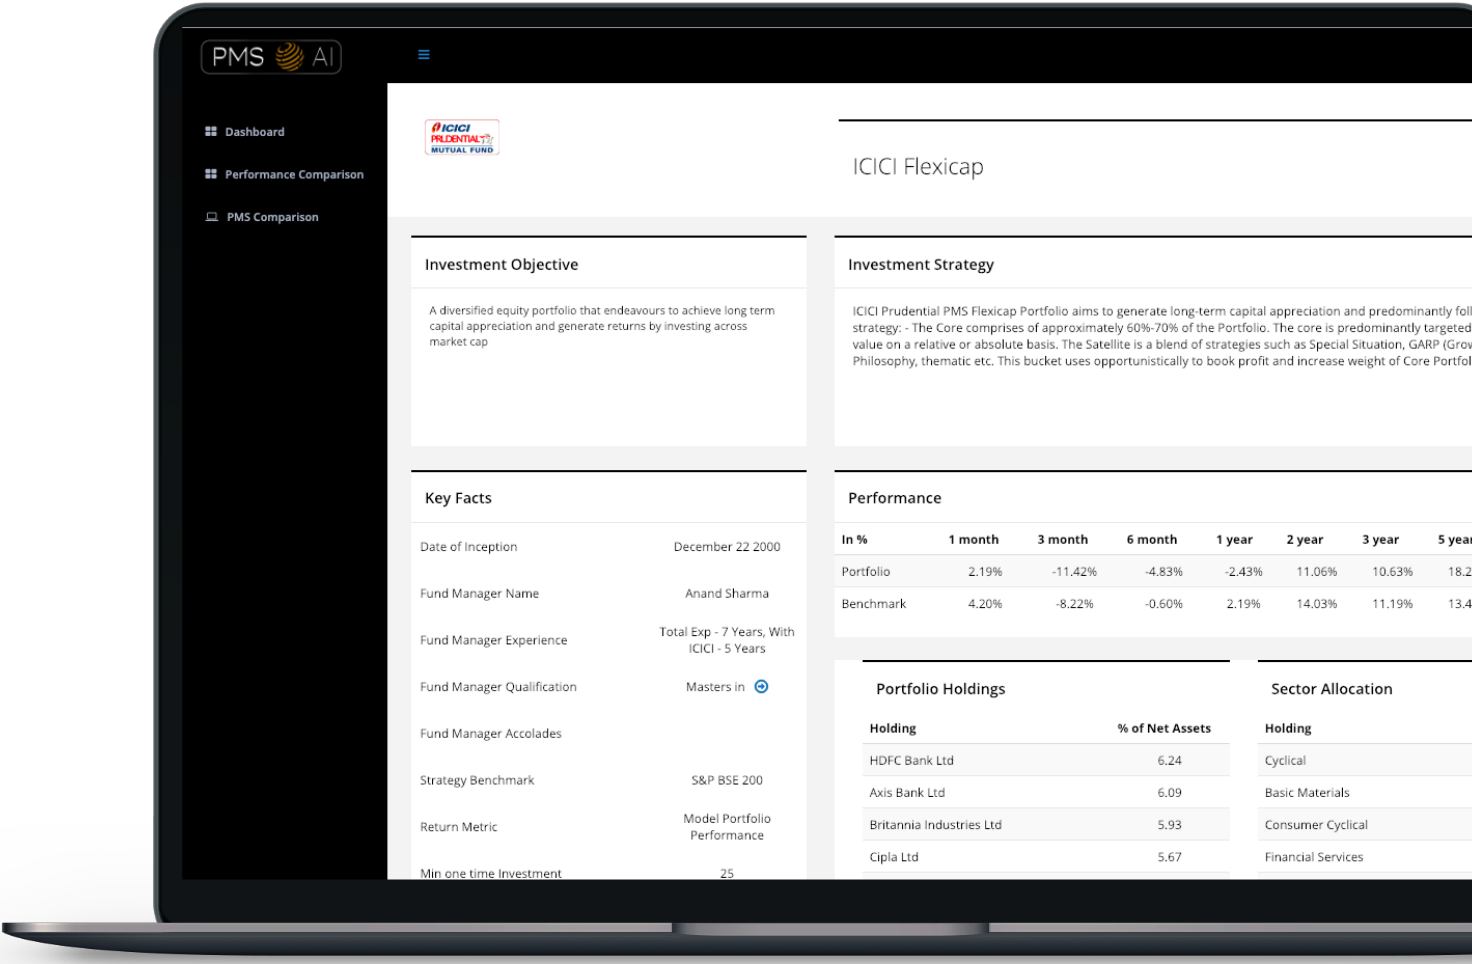 PMS AI
Dashboard
Performance Comparison
PMS Comparison
ICICI
PRUDENTIAL
MUTUAL FUND
ICICI Flexicap
Investment Objective
A diversified equity portfolio that endeavours to achieve long term
capital appreciation and generate returns by investing across
market cap
Investment Strategy
ICICI Prudential PMS Flexicap Portfolio aims to generate long-term capital appreciation and predominantly foll
strategy: - The Core comprises of approximately 60%-70% of the Portfolio. The core is predominantly targeted
value on a relative or absolute basis. The Satellite is a blend of strategies such as Special Situation, GARP (Grow
Philosophy, thematic etc. This bucket uses opportunistically to book profit and increase weight of Core Portfol
Key Facts
Date of Inception December 22 2000
Fund Manager Name Anand Sharma
Fund Manager Experience Total Exp - 7 Years, With
ICICI - 5 Years
Fund Manager Qualification Masters in
Fund Manager Accolades
Strategy Benchmark S&P BSE 200
Return Metric Model Portfolio
Performance
Min one time Investment 25
Performance
In % 1 month 3 month 6 month 1 year 2 year 3 year 5 year
Portfolio 2.19% -11.42% -4.83% -2.43% 11.06% 10.63% 18.2
Benchmark 4.20% -8.22% -0.60% 2.19% 14.03% 11.19% 13.4
Portfolio Holdings
Holding % of Net Assets
HDFC Bank Ltd 6.24
Axis Bank Ltd 6.09
Britannia Industries Ltd 5.93
Cipla Ltd 5.67
Sector Allocation
Holding
Cyclical
Basic Materials
Consumer Cyclical
Financial Services